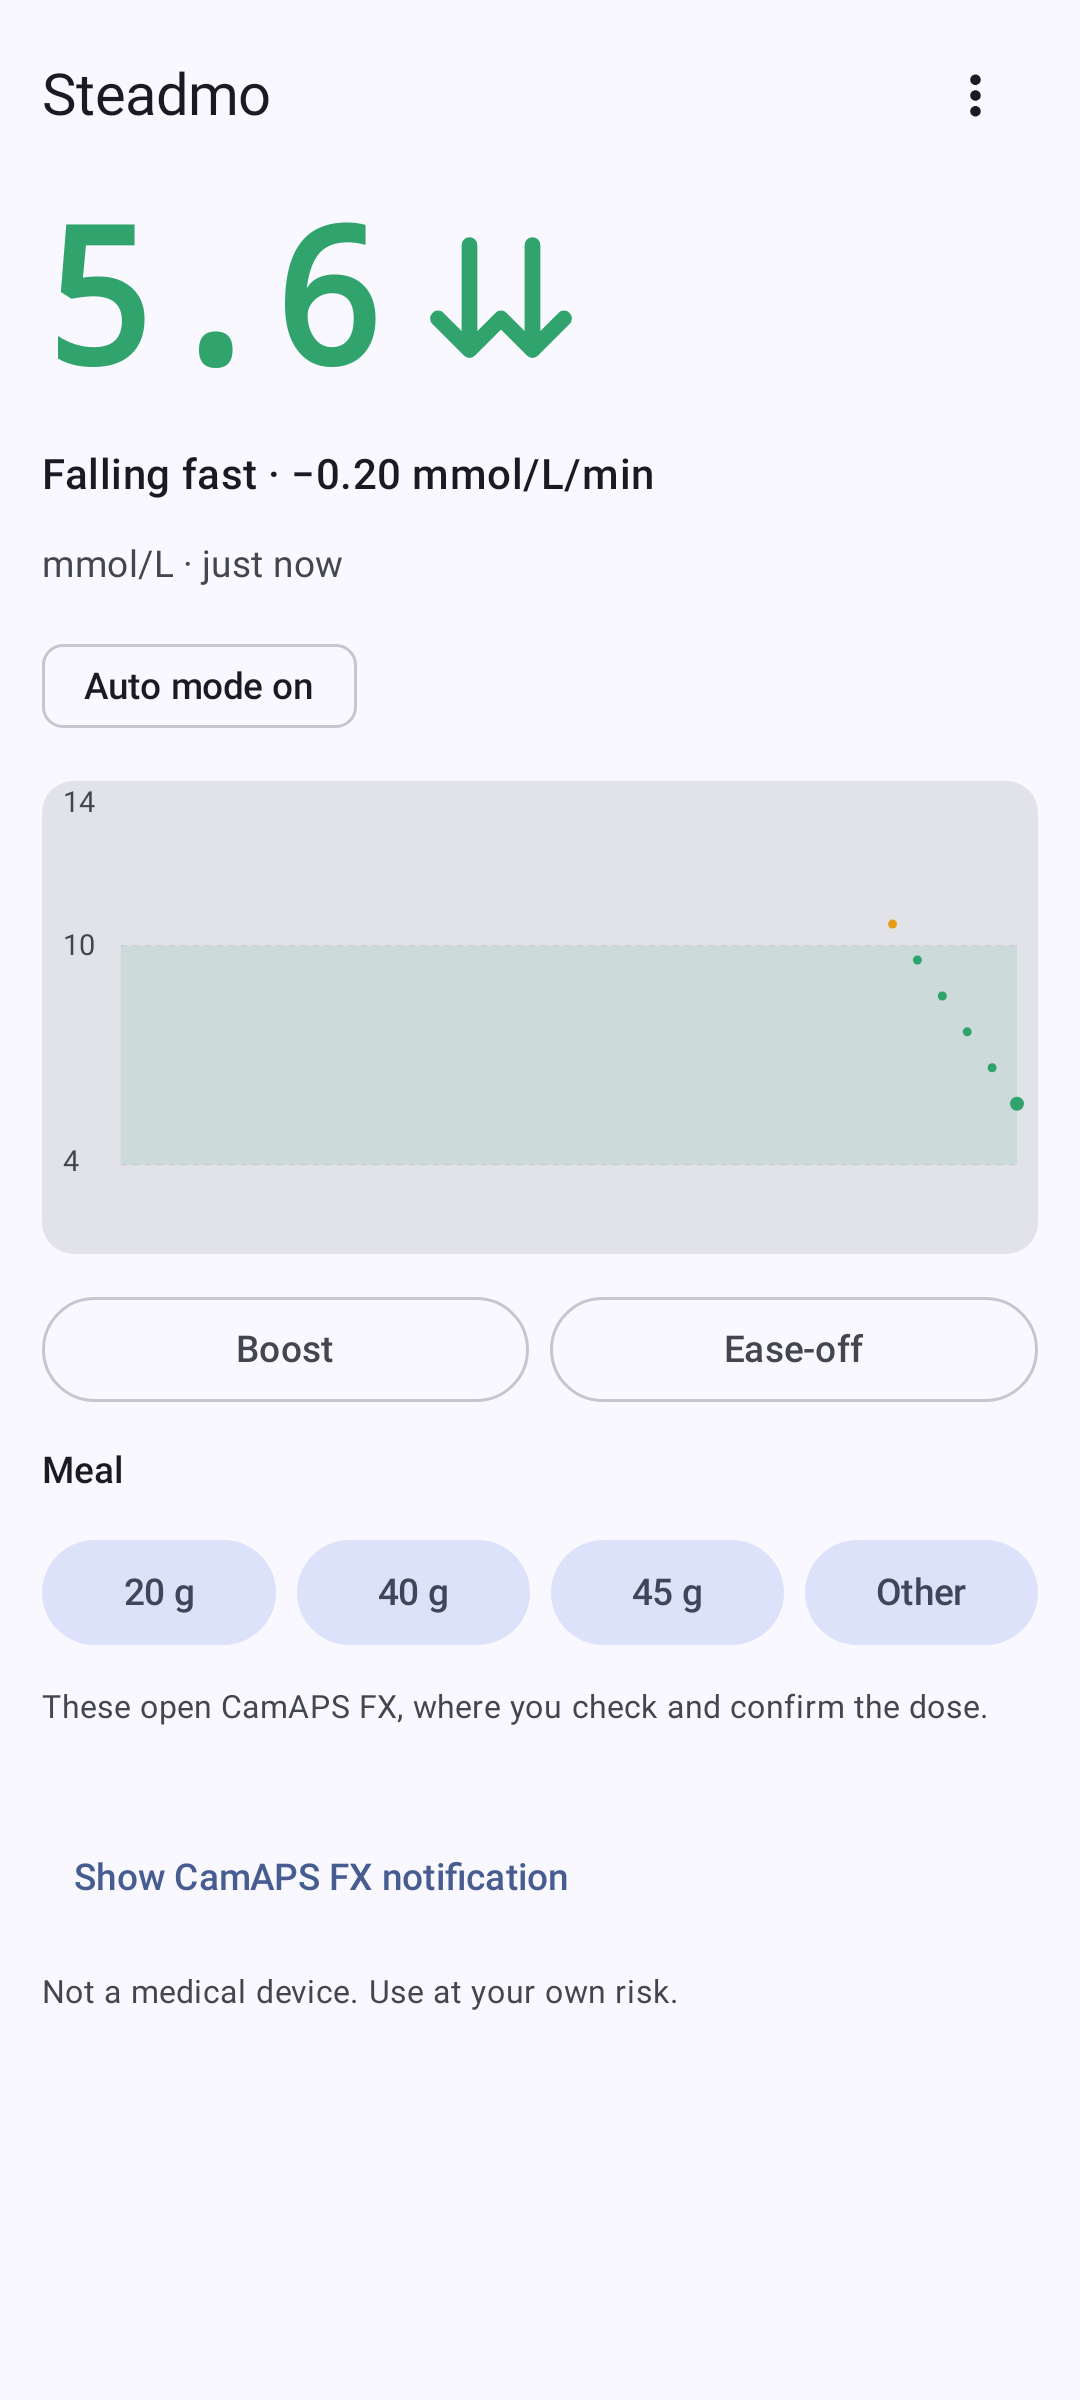 Steadmo
5.6
Falling fast · −0.20 mmol/L/min
mmol/L · just now
Auto mode on
14
10
4
Boost Ease-off
Meal
20 g 40 g 45 g Other
These open CamAPS FX, where you check and confirm the dose.
Show CamAPS FX notification
Not a medical device. Use at your own risk.